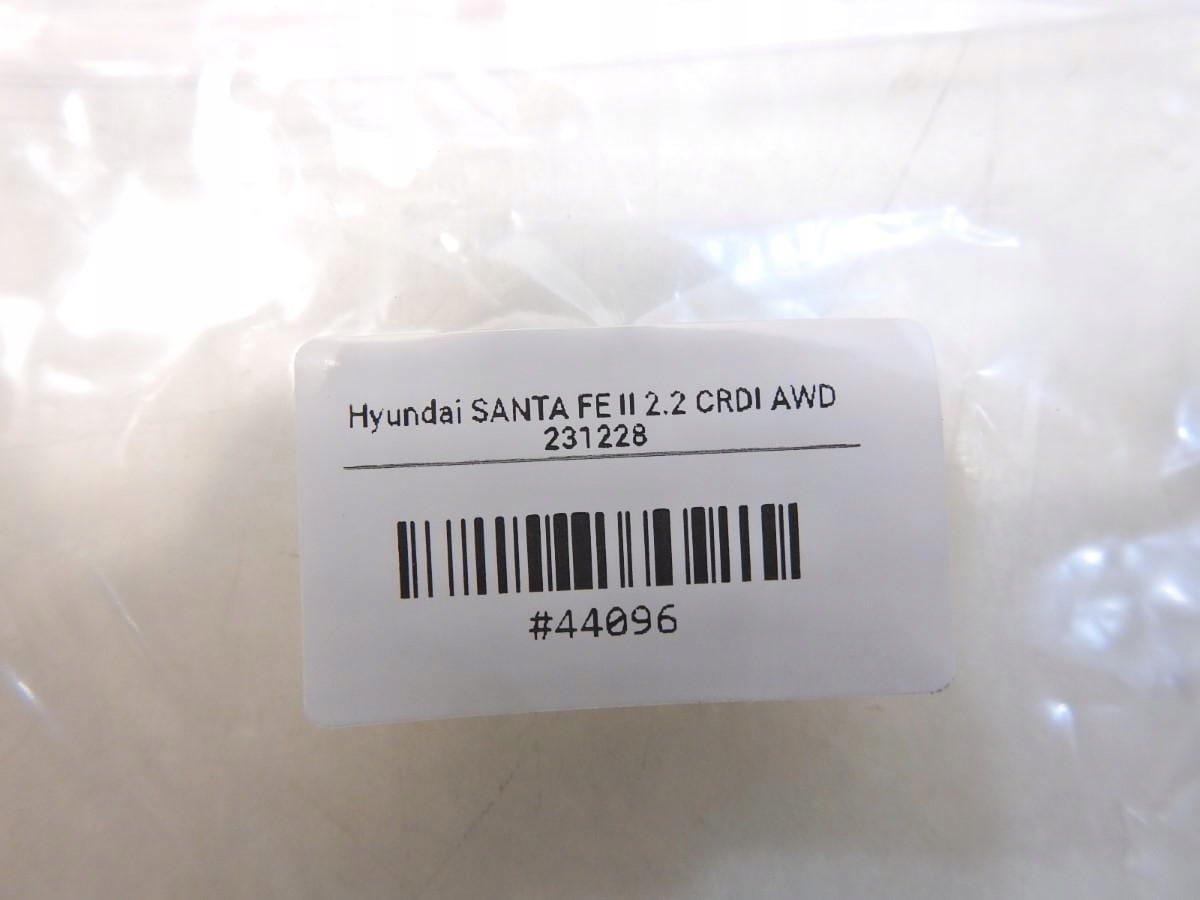 Hyundai SANTA FE II 2.2 CRDI AWD
231228
#44096